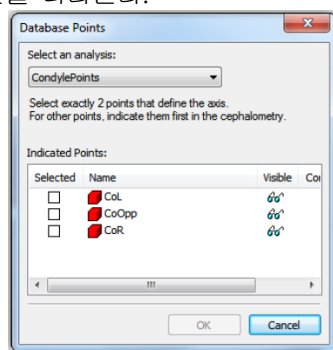 Database Points
Select an analysis:
CondylePoints
Select exactly 2 points that define the axis.
For other points, indicate them first in the cephalometry.
Indicated Points:
Selected Name Visible Co
CoL
CoOpp
CoR
OK Cancel